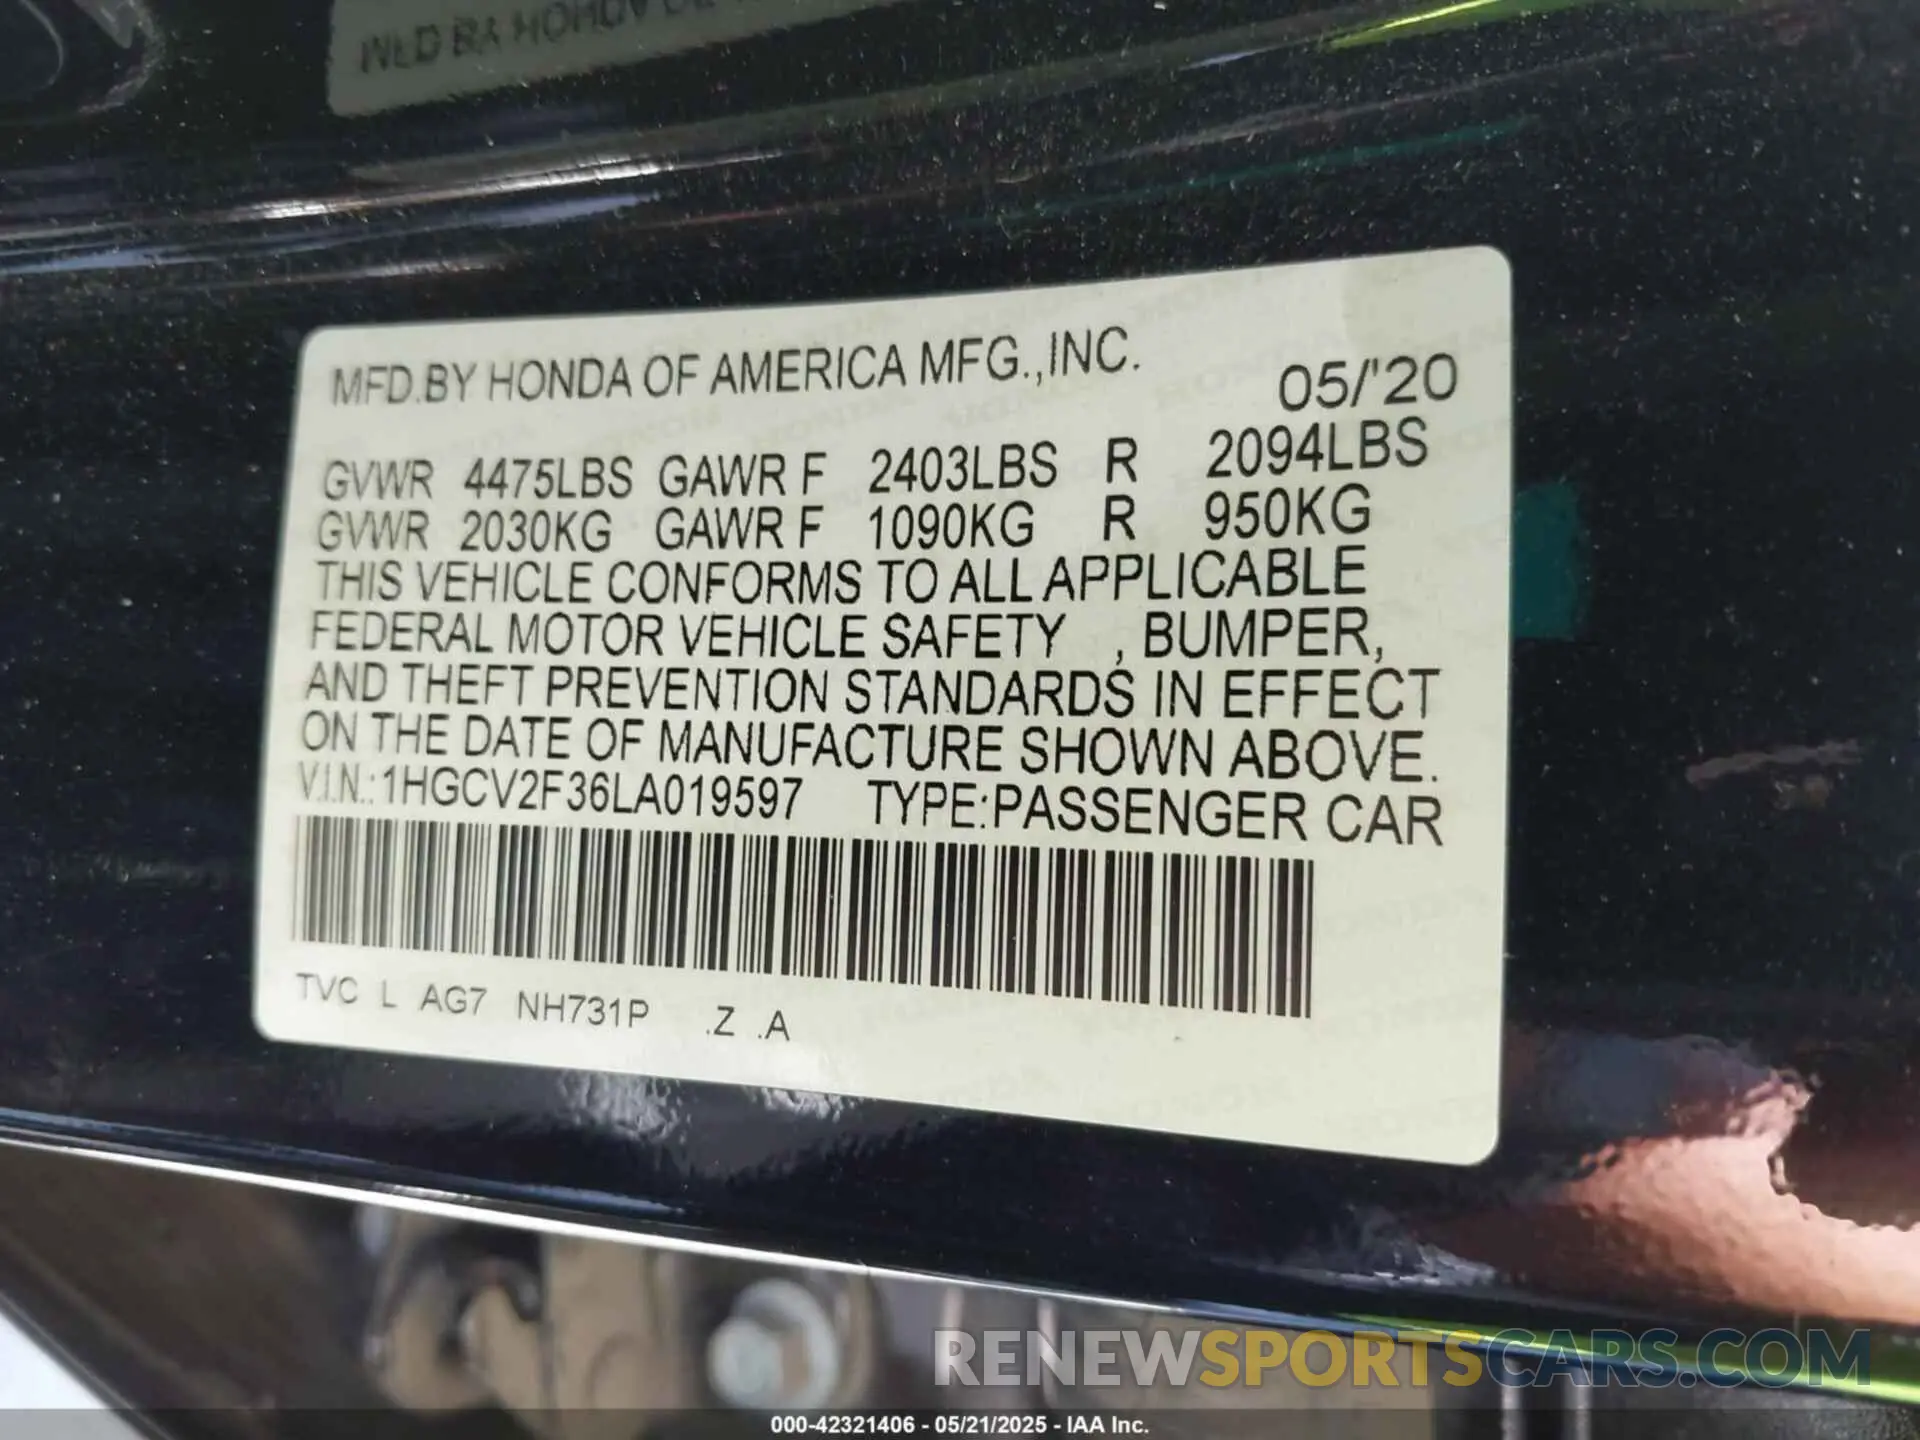 MFD.BY HONDA OF AMERICA MFG.,INC. 05/'20
GVWR 4475LBS GAWR F 2403LBS R 2094LBS
GVWR 2030KG GAWR F 1090KG R 950KG
THIS VEHICLE CONFORMS TO ALL APPLICABLE
FEDERAL MOTOR VEHICLE SAFETY , BUMPER,
AND THEFT PREVENTION STANDARDS IN EFFECT
ON THE DATE OF MANUFACTURE SHOWN ABOVE.
V.I.N.:1HGCV2F36LA019597 TYPE:PASSENGER CAR
TVC L AG7 NH731P .Z .A
RENEWSPORTSCARS.COM
000-42321406 - 05/21/2025 - IAA Inc.